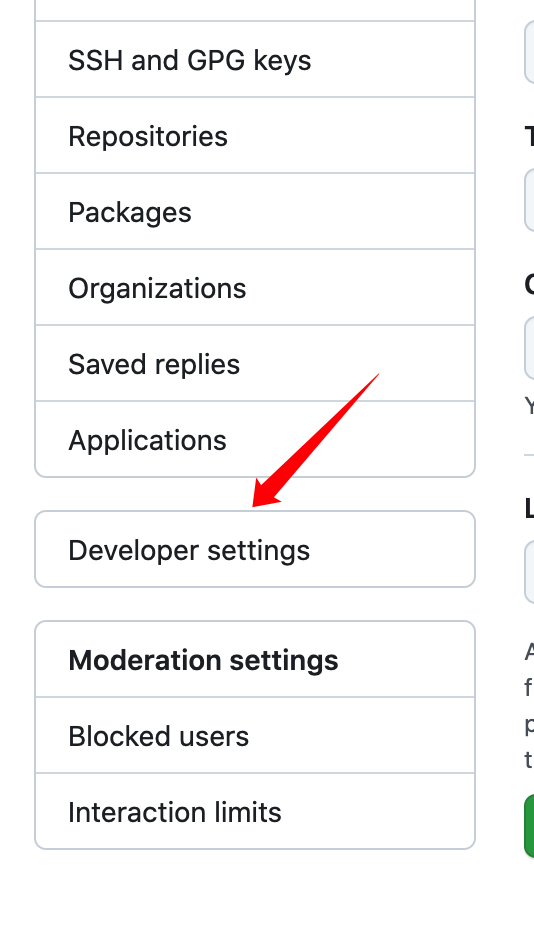 SSH and GPG keys
Repositories
Packages
Organizations
Saved replies
Applications
Developer settings
Moderation settings
Blocked users
Interaction limits